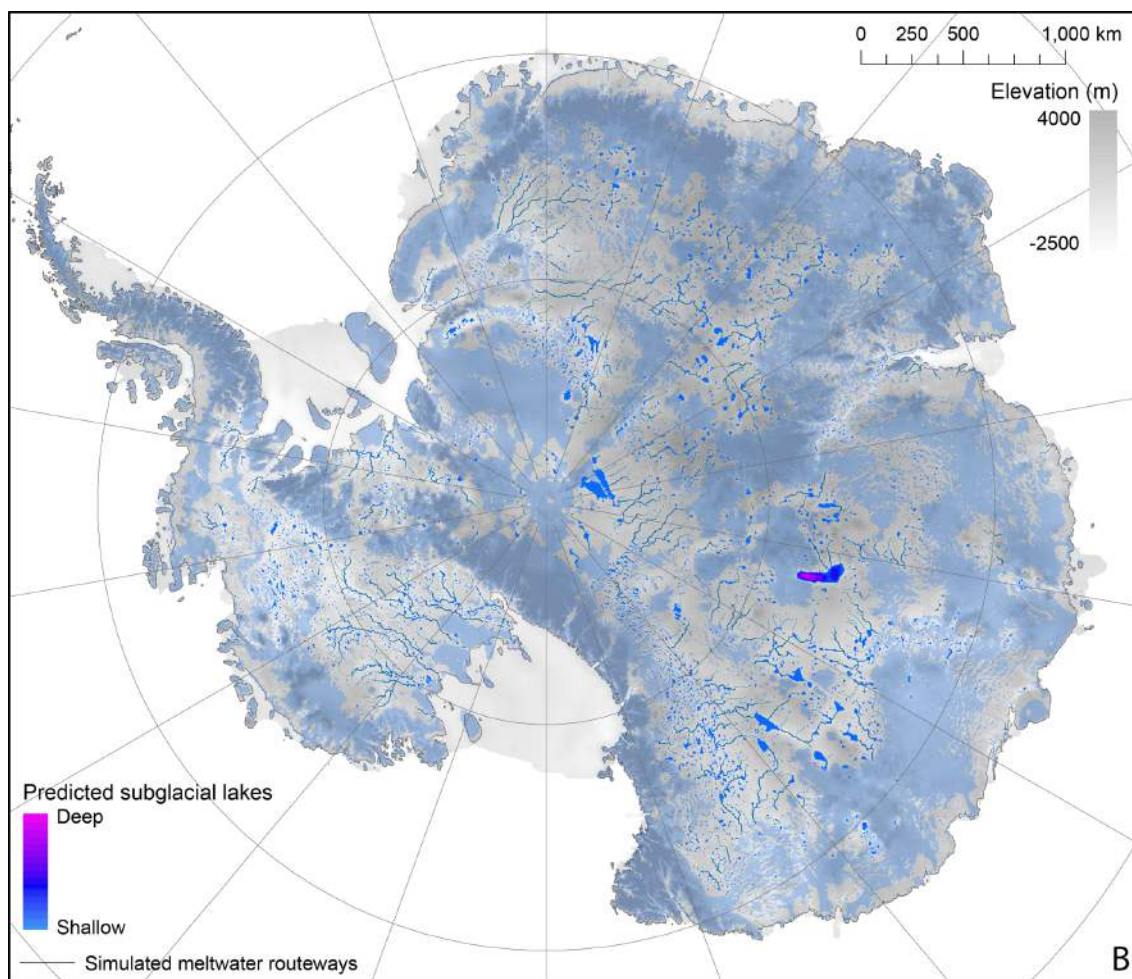 0 250 500 1,000 km
Elevation (m)
4000
-2500
Predicted subglacial lakes
Deep
Shallow
Simulated meltwater routeways
B